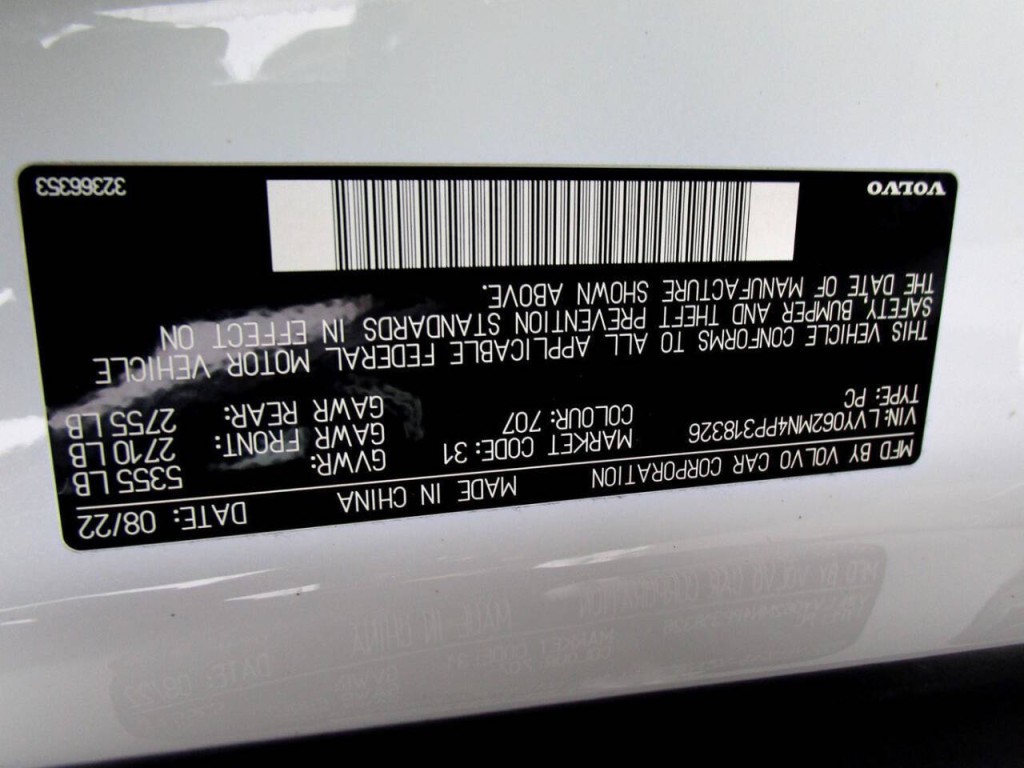 MFD BY VOLVO CAR CORPORATION MADE IN CHINA DATE: 08/22
VIN: LVY062MN4PP318326 MARKET CODE: 31 GVWR: 5355 LB
TYPE: PC COLOUR: 707 GAWR FRONT: 2710 LB
GAWR REAR: 2755 LB
THIS VEHICLE CONFORMS TO ALL APPLICABLE FEDERAL MOTOR VEHICLE
SAFETY, BUMPER AND THEFT PREVENTION STANDARDS IN EFFECT ON
THE DATE OF MANUFACTURE SHOWN ABOVE.
VOLVO 32366353